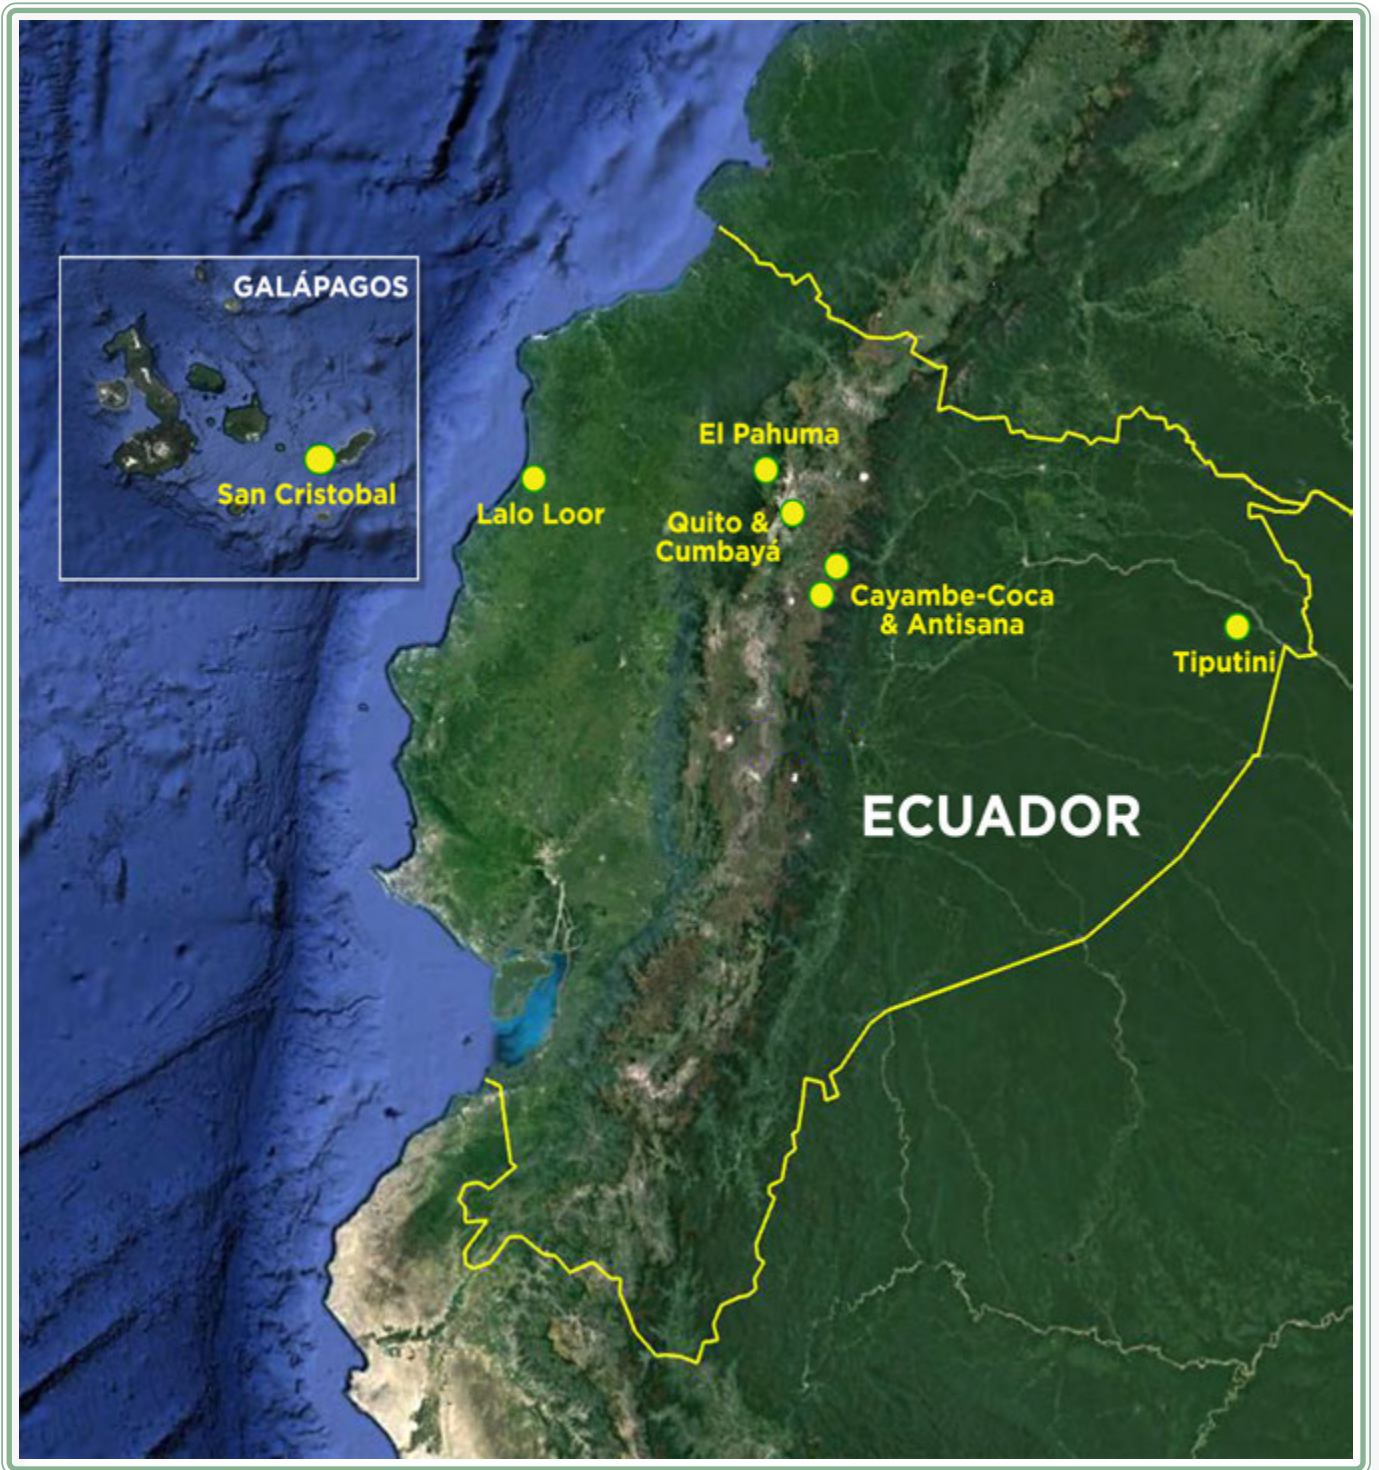 GALÁPAGOS
San Cristobal
El Pahuma
Lalo Loor
Quito &
Cumbayá
Cayambe-Coca
& Antisana
Tiputini
ECUADOR